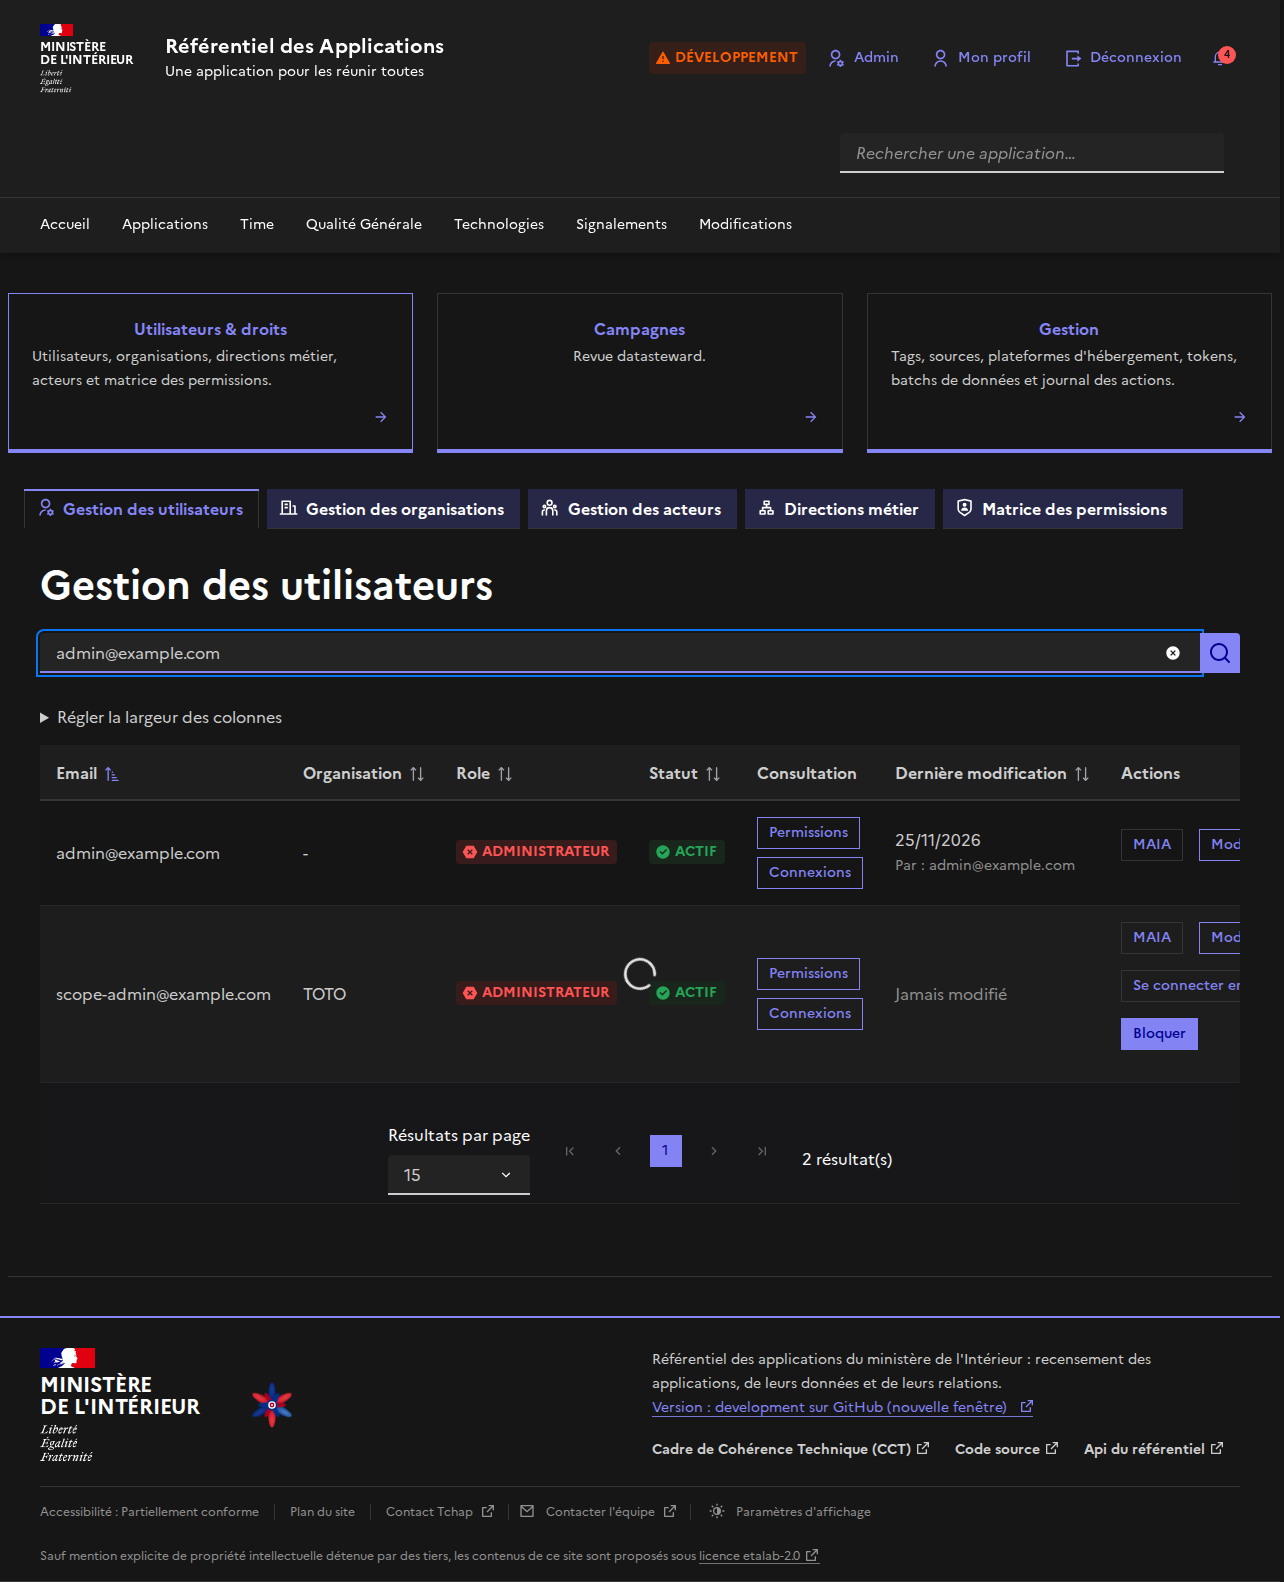 MINISTÈRE
DE L'INTÉRIEUR
Liberté
Égalité
Fraternité
Référentiel des Applications
Une application pour les réunir toutes
DÉVELOPPEMENT
Admin
Mon profil
Déconnexion
4
Rechercher une application...
Accueil
Applications
Time
Qualité Générale
Technologies
Signalements
Modifications
Utilisateurs & droits
Utilisateurs, organisations, directions métier,
acteurs et matrice des permissions.
Campagnes
Revue datasteward.
Gestion
Tags, sources, plateformes d'hébergement, tokens,
batchs de données et journal des actions.
Gestion des utilisateurs
Gestion des organisations
Gestion des acteurs
Directions métier
Matrice des permissions
Gestion des utilisateurs
admin@example.com
Régler la largeur des colonnes
Email
Organisation
Role
Statut
Consultation
Dernière modification
Actions
admin@example.com
-
ADMINISTRATEUR
ACTIF
Permissions
Connexions
25/11/2026
Par : admin@example.com
MAIA
Mod
scope-admin@example.com
TOTO
ADMINISTRATEUR
ACTIF
Permissions
Connexions
Jamais modifié
MAIA
Mod
Se connecter en
Bloquer
Résultats par page
15
1
2 résultat(s)
MINISTÈRE
DE L'INTÉRIEUR
Liberté
Égalité
Fraternité
Référentiel des applications du ministère de l'Intérieur : recensement des
applications, de leurs données et de leurs relations.
Version : development sur GitHub (nouvelle fenêtre)
Cadre de Cohérence Technique (CCT)
Code source
Api du référentiel
Accessibilité : Partiellement conforme
Plan du site
Contact Tchap
Contacter l'équipe
Paramètres d'affichage
Sauf mention explicite de propriété intellectuelle détenue par des tiers, les contenus de ce site sont proposés sous licence etalab-2.0